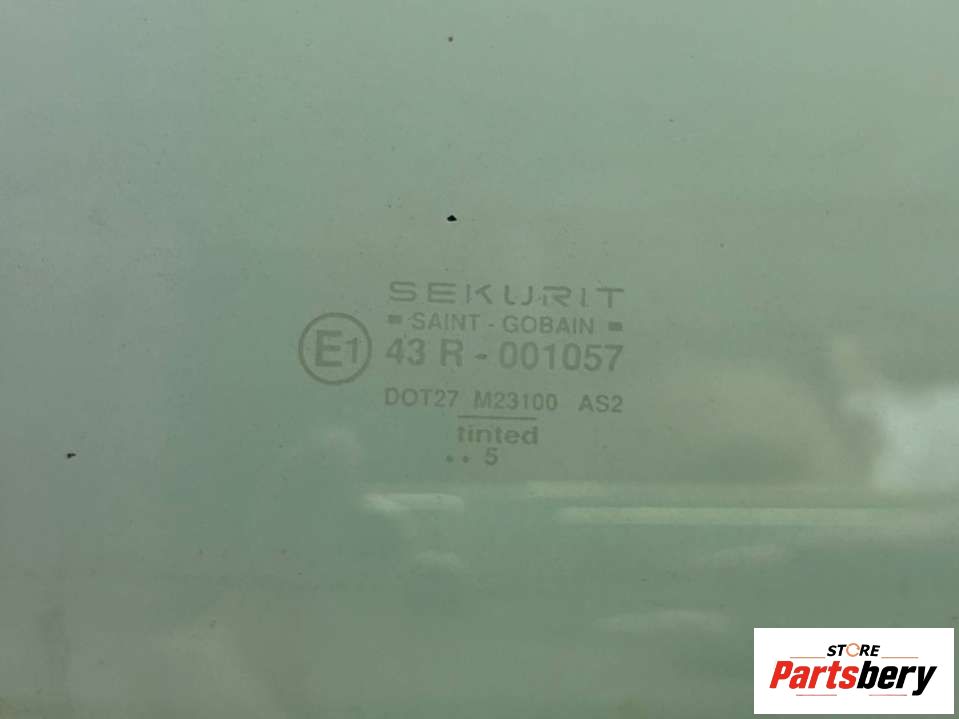 SEKURIT
SAINT - GOBAIN
E1 43 R - 001057
DOT27 M23100 AS2
tinted
.. 5
STORE
Partsbery